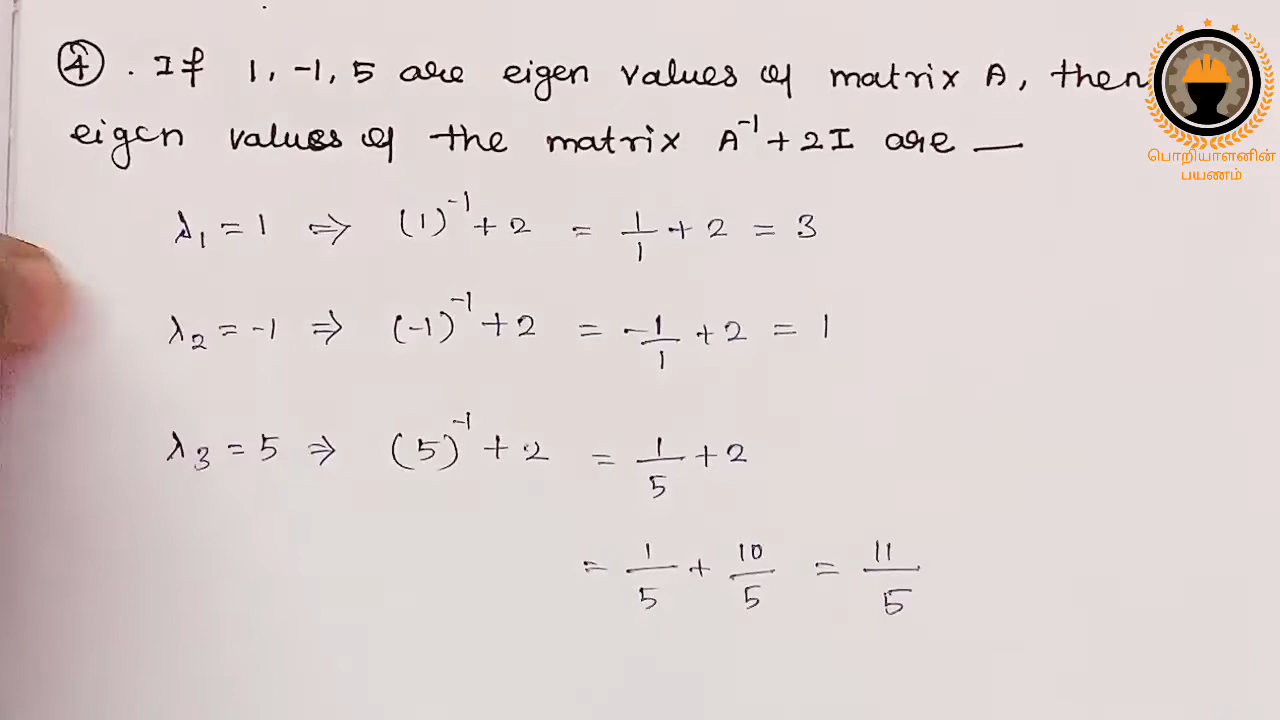 ④. If 1, -1, 5 are eigen values of matrix A, then
eigen values of the matrix A⁻¹ + 2I are —
λ₁ = 1 ⇒ (1)⁻¹ + 2 = 1/1 + 2 = 3
λ₂ = -1 ⇒ (-1)⁻¹ + 2 = -1/1 + 2 = 1
λ₃ = 5 ⇒ (5)⁻¹ + 2 = 1/5 + 2
= 1/5 + 10/5 = 11/5
பொறியாளனின்
பயணம்